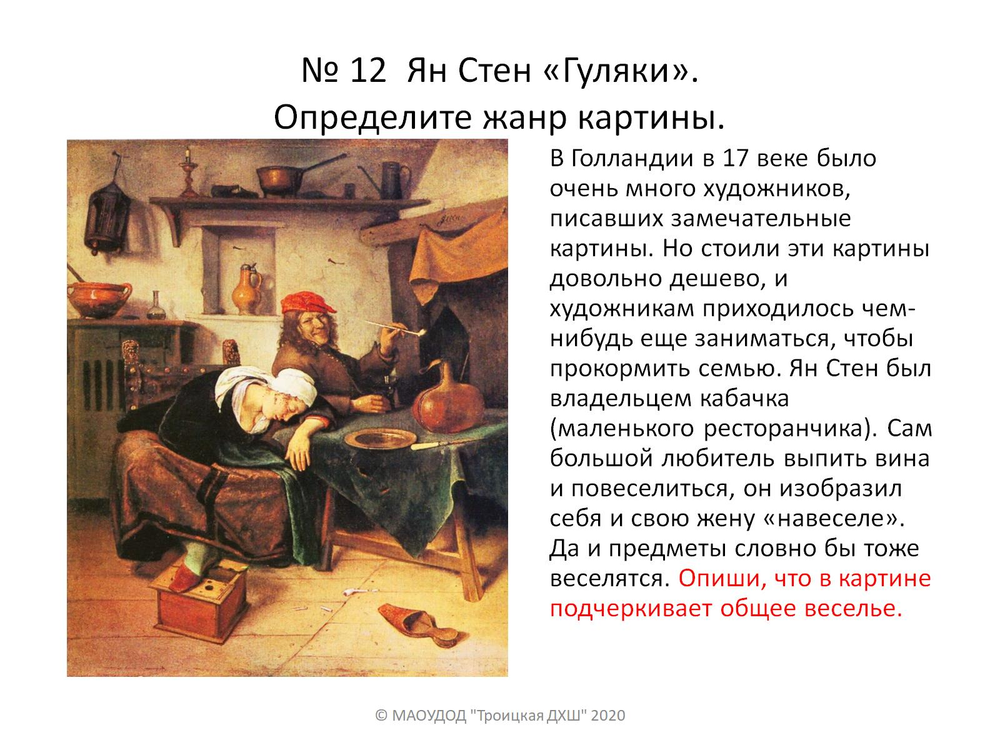 № 12  Ян Стен «Гуляки».
Определите жанр картины.
В Голландии в 17 веке было
очень много художников,
писавших замечательные
картины. Но стоили эти картины
довольно дешево, и
художникам приходилось чем-
нибудь еще заниматься, чтобы
прокормить семью. Ян Стен был
владельцем кабачка
(маленького ресторанчика). Сам
большой любитель выпить вина
и повеселиться, он изобразил
себя и свою жену «навеселе».
Да и предметы словно бы тоже
веселятся. Опиши, что в картине
подчеркивает общее веселье.
© МАОУДОД "Троицкая ДХШ" 2020